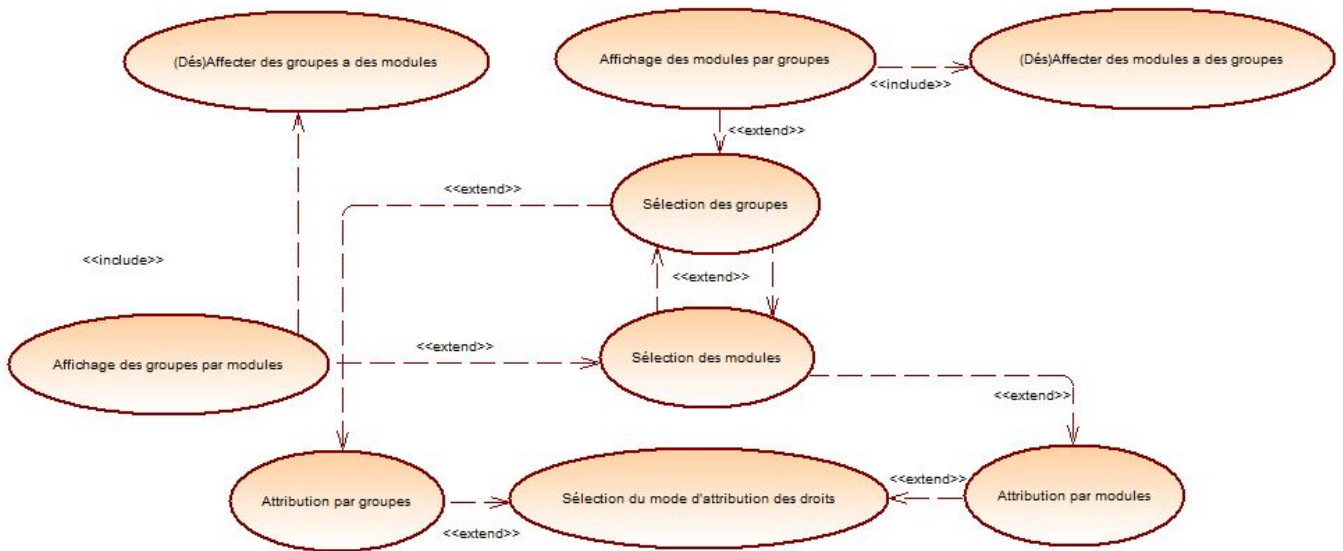 (Dés)Affecter des groupes a des modules
Affichage des modules par groupes
(Dés)Affecter des modules a des groupes
<<include>>
<<extend>>
<<extend>>
Sélection des groupes
<<include>>
<<extend>>
<<extend>>
Affichage des groupes par modules
Sélection des modules
<<extend>>
<<extend>>
Attribution par groupes
Sélection du mode d'attribution des droits
Attribution par modules
<<extend>>